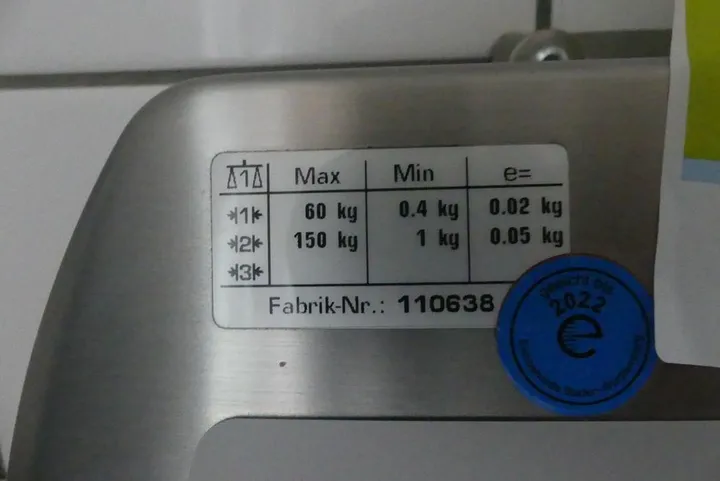 1 Max Min e=
1 60 kg 0.4 kg 0.02 kg
2 150 kg 1 kg 0.05 kg
3
Fabrik-Nr.: 110638
2022
e